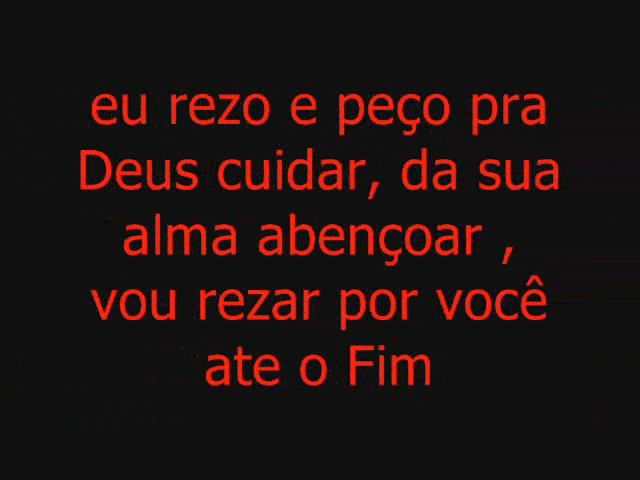 eu rezo e peço pra
Deus cuidar, da sua
alma abençoar ,
vou rezar por você
ate o Fim